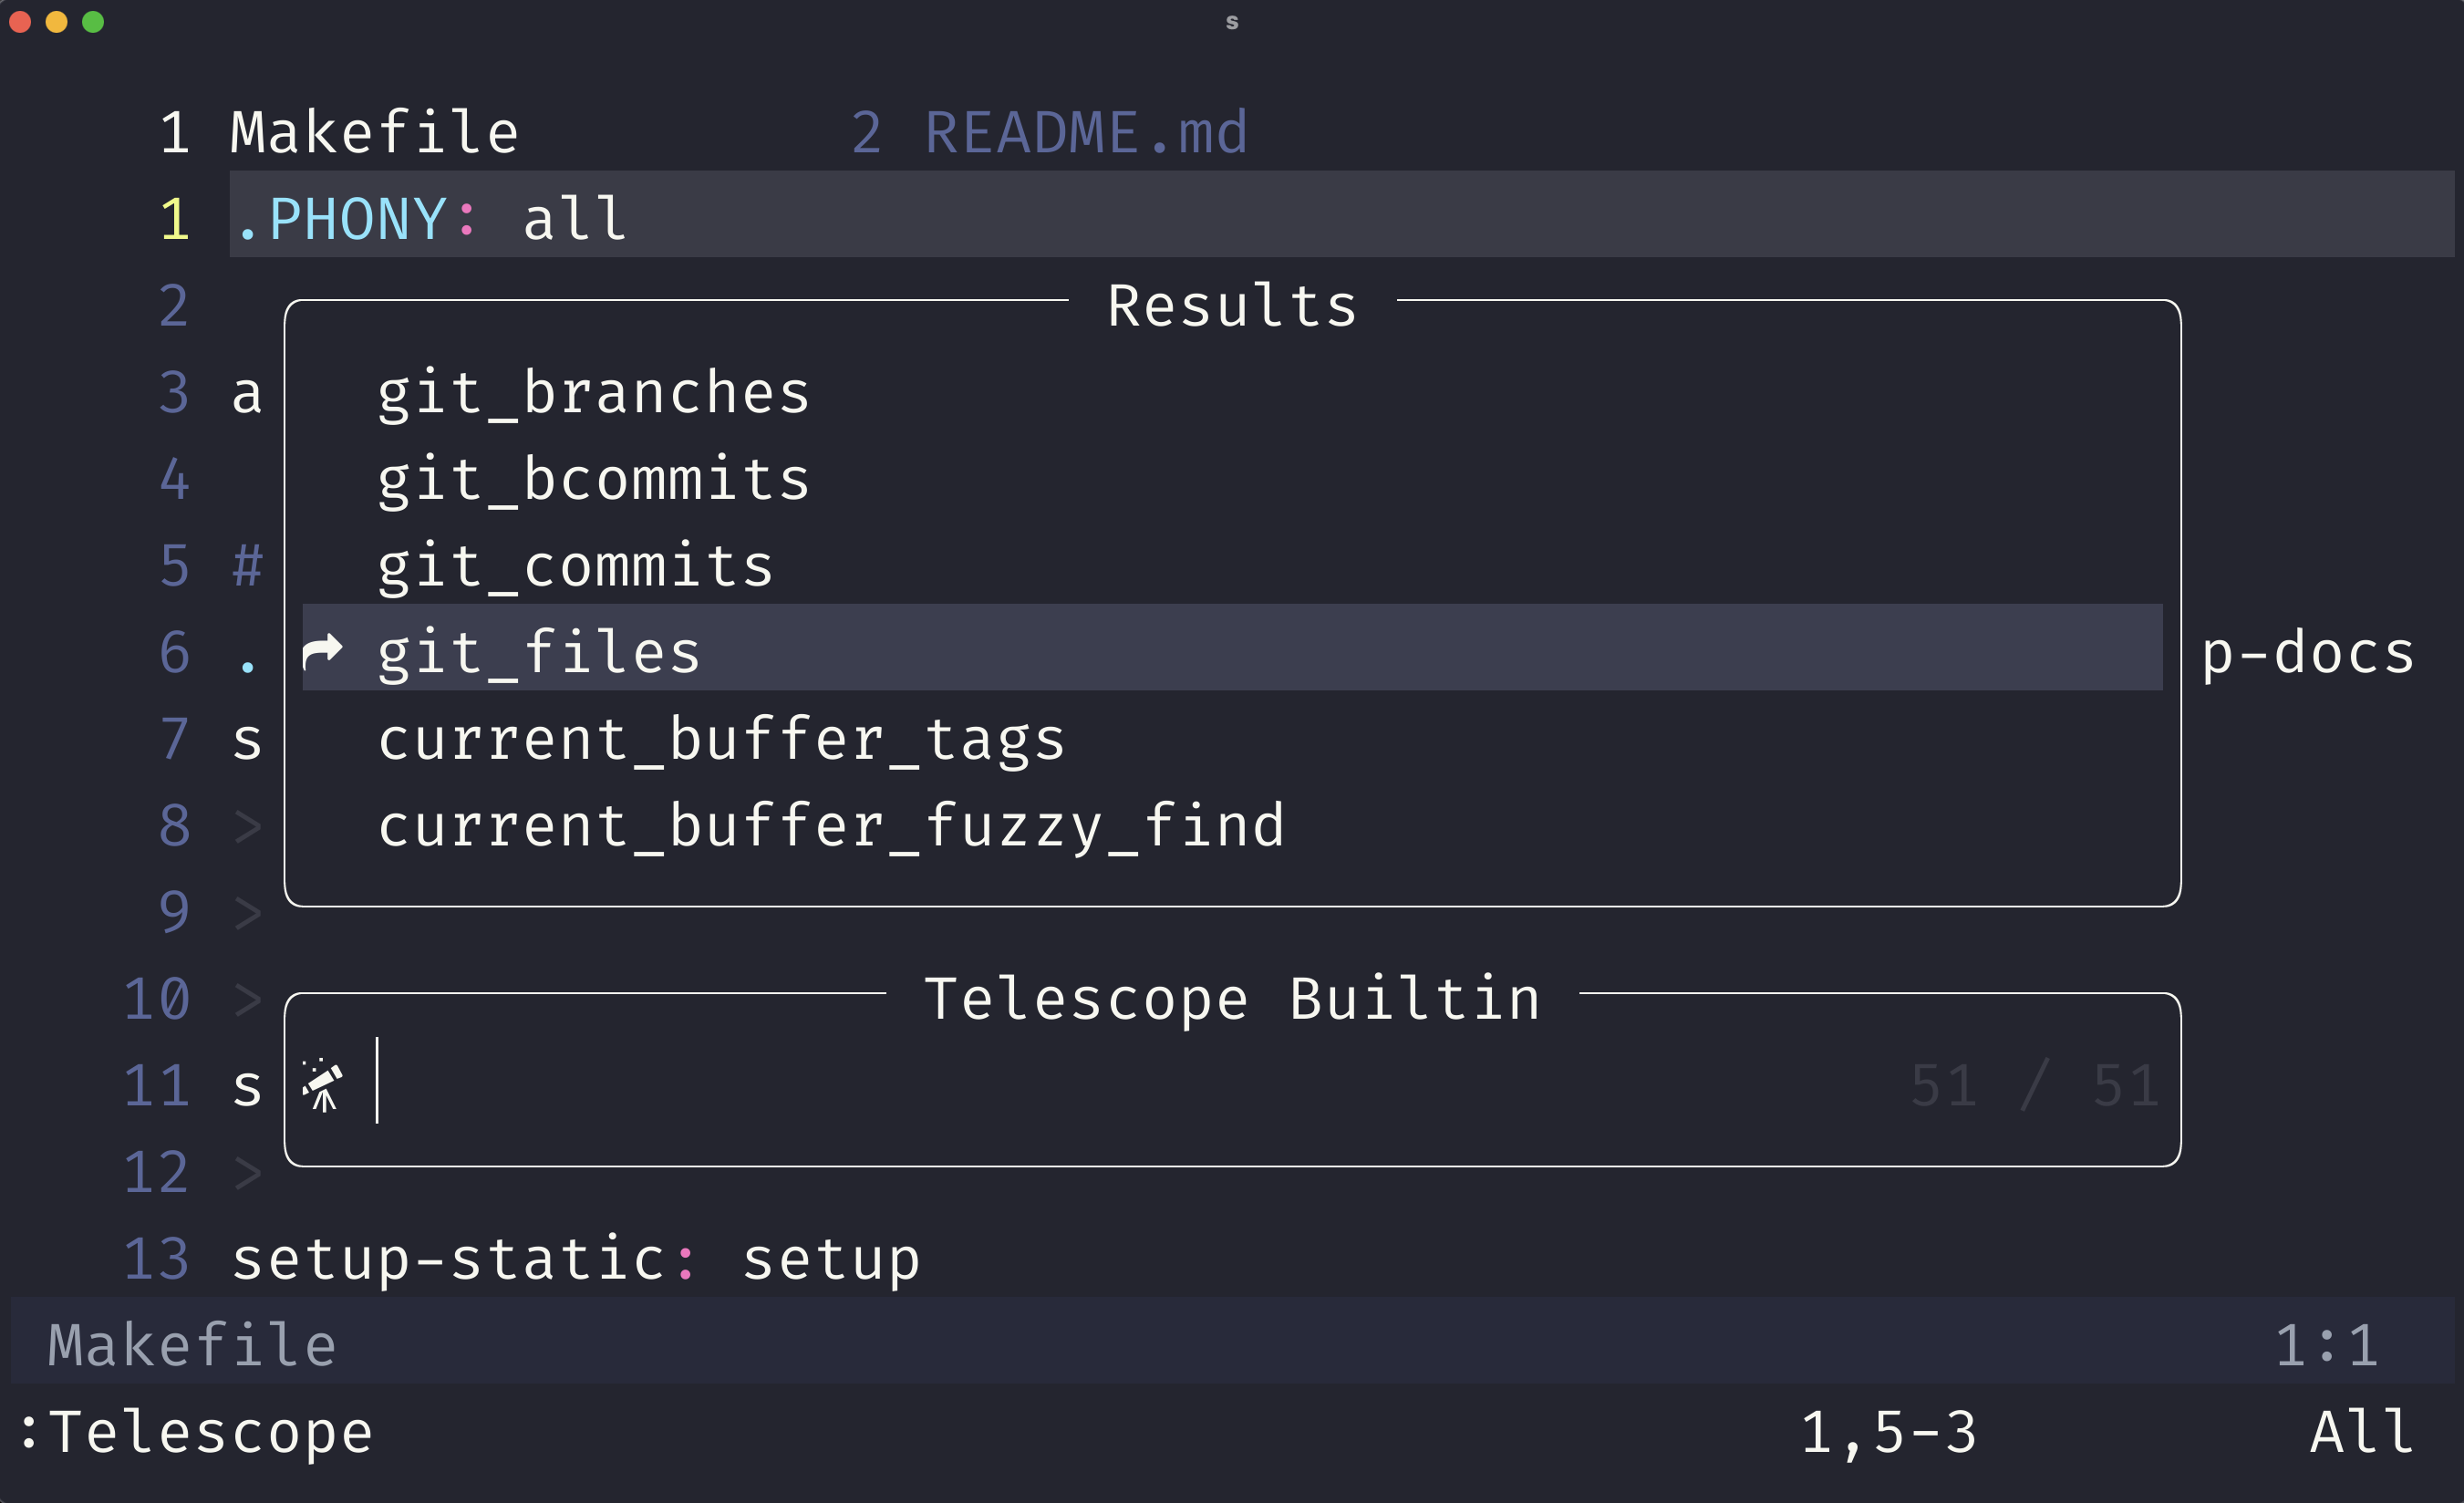 s
1 Makefile 2 README.md
1 .PHONY: all
2 Results
3 a git_branches
4 git_bcommits
5 # git_commits
6 . git_files p-docs
7 s current_buffer_tags
8 > current_buffer_fuzzy_find
9 >
10 > Telescope Builtin
11 s 51 / 51
12 >
13 setup-static: setup
Makefile 1:1
:Telescope 1,5-3 All